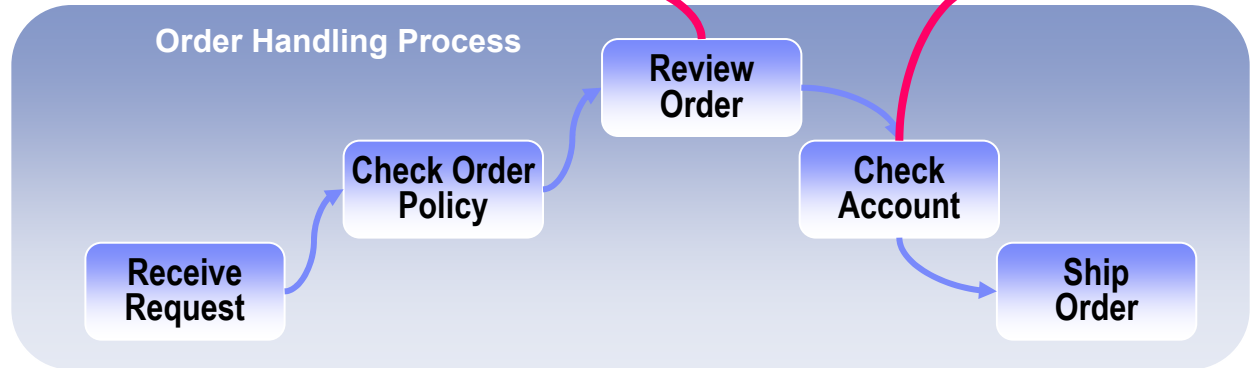 Order Handling Process
Review
Order
Check Order
Policy
Check
Account
Receive
Request
Ship
Order